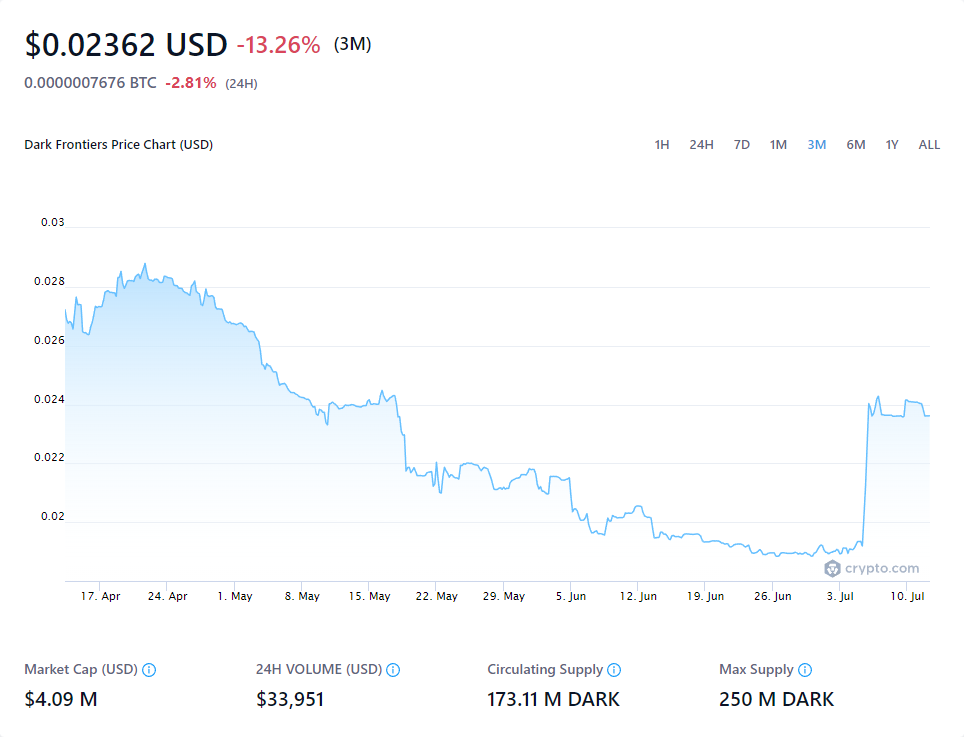 $0.02362 USD -13.26% (3M)
0.0000007676 BTC -2.81% (24H)
Dark Frontiers Price Chart (USD) 1H 24H 7D 1M 3M 6M 1Y ALL
0.03
0.028
0.026
0.024
0.022
0.02
crypto.com
17. Apr 24. Apr 1. May 8. May 15. May 22. May 29. May 5. Jun 12. Jun 19. Jun 26. Jun 3. Jul 10. Jul
Market Cap (USD) 24H VOLUME (USD) Circulating Supply Max Supply
$4.09 M $33,951 173.11 M DARK 250 M DARK